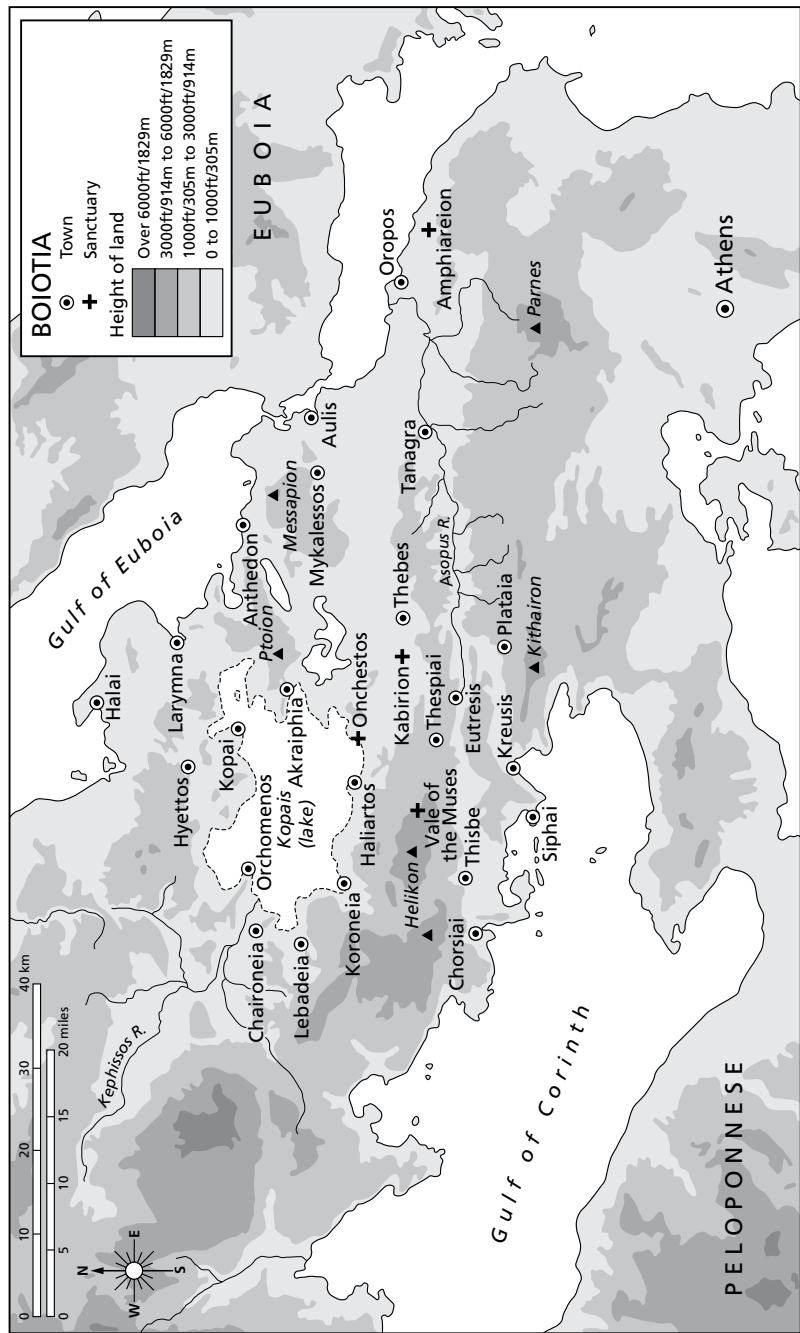 BOIOTIA
Town
Sanctuary
Height of land
Over 6000ft/1829m
3000ft/914m to 6000ft/1829m
1000ft/305m to 3000ft/914m
0 to 1000ft/305m
0 10 20 30 40 km
0 5 10 15 20 miles
N
W
E
S
EUBOIA
Gulf of Euboia
Kephissos R.
Halai
Larymna
Hyettos
Kopai
Anthedon
Ptoion
Messapion
Aulis
Mykalessos
Orchomenos
Kopais
(lake)
Akraiphia
Chaironeia
Lebadeia
Koroneia
Haliartos
Onchestos
Oropos
Amphiareion
Kabirion
Thebes
Tanagra
Asopus R.
Thespiai
Eutresis
Helikon
Vale of
the Muses
Thisbe
Chorsiai
Kreusis
Siphai
Plataia
Kithairon
Parnes
Athens
Gulf of Corinth
PELOPONNESE